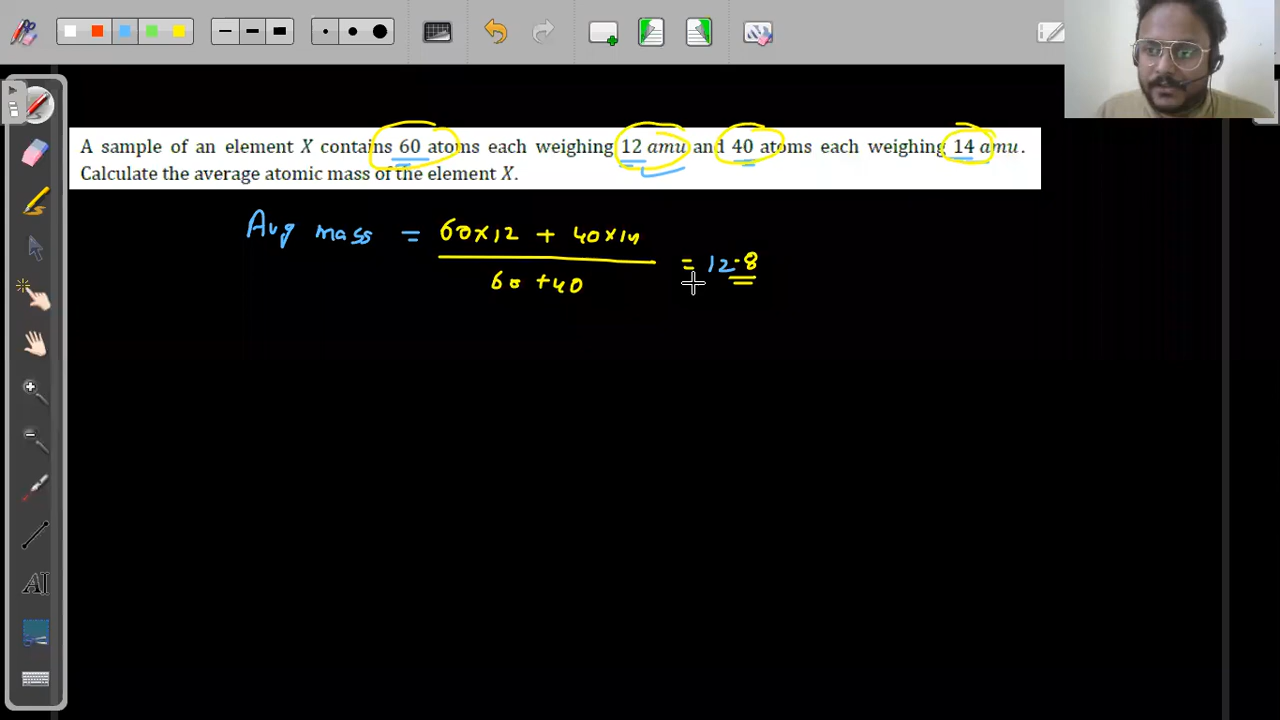 A sample of an element X contains 60 atoms each weighing 12 amu and 40 atoms each weighing 14 amu.
Calculate the average atomic mass of the element X.
Avg mass = 60×12 + 40×14
60 +40
= 12.8